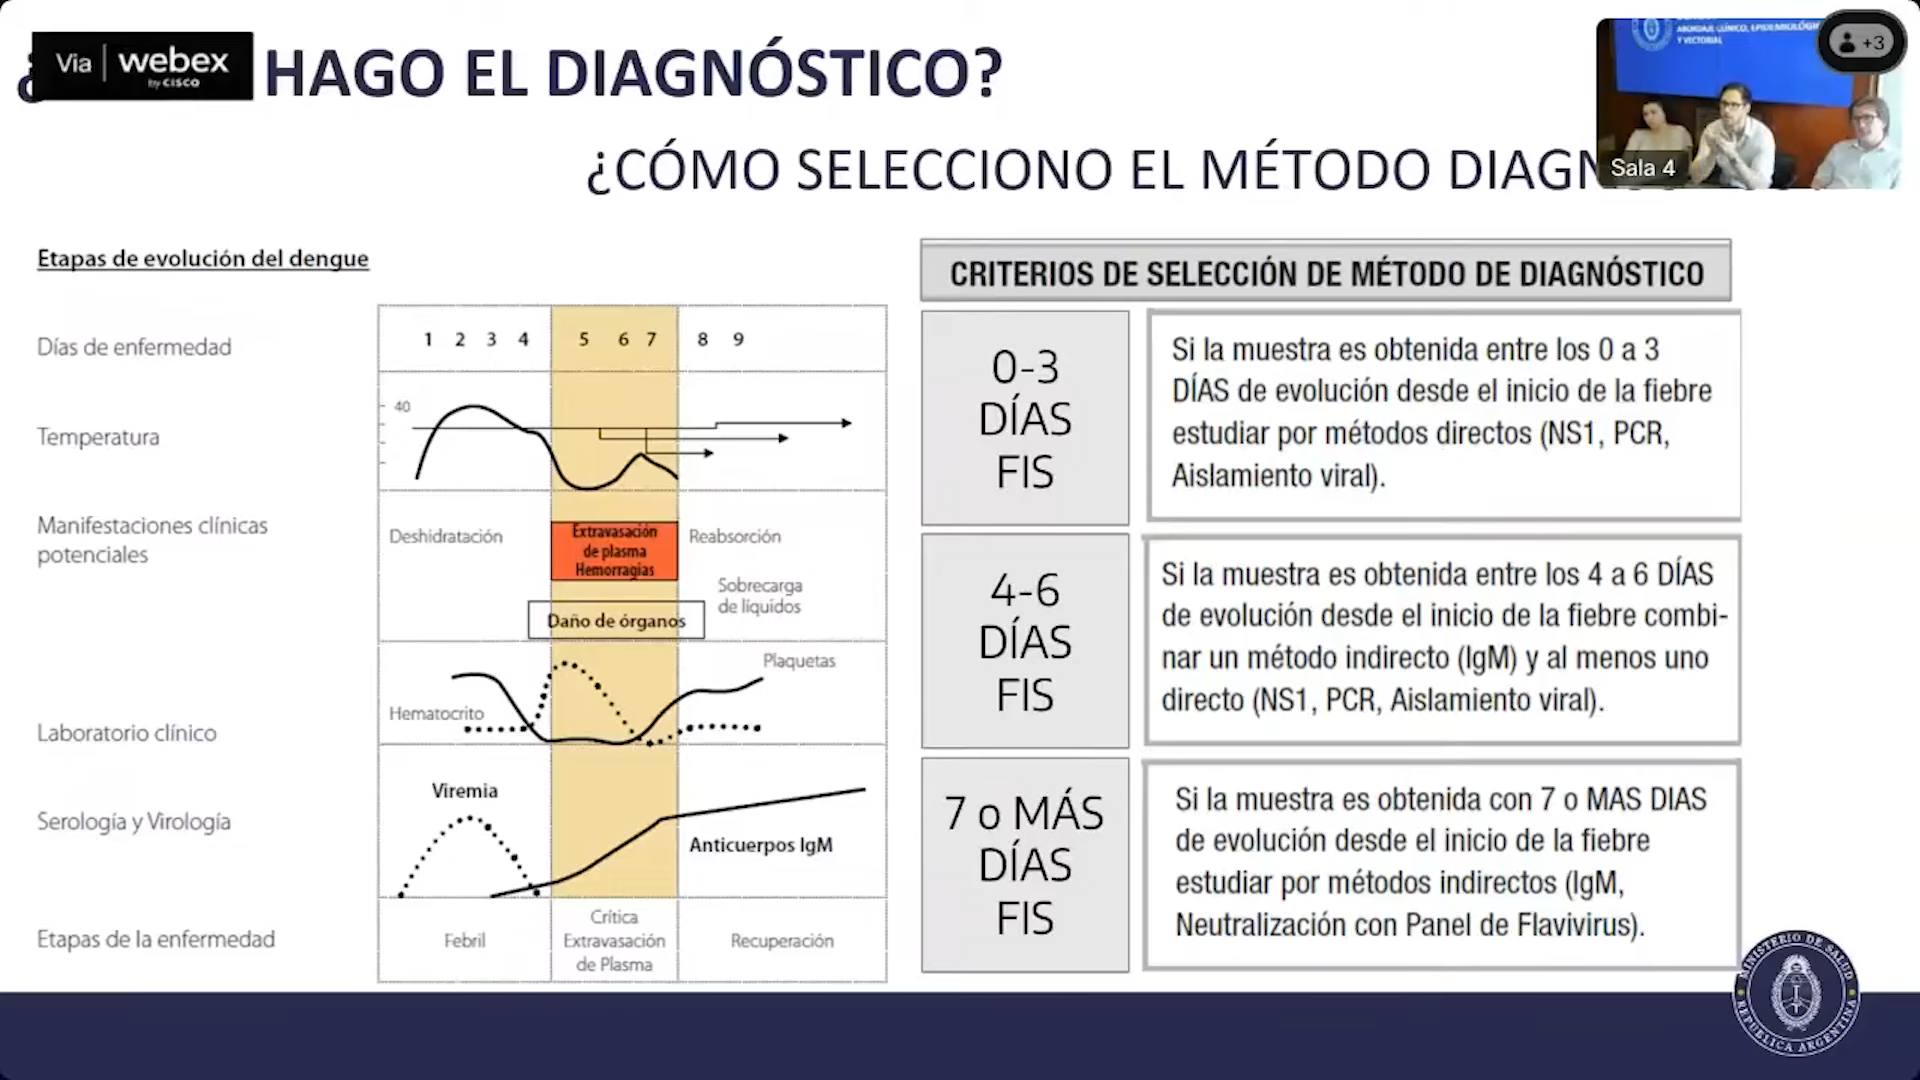 Via webex
by CISCO
HAGO EL DIAGNÓSTICO?
¿CÓMO SELECCIONO EL MÉTODO
ABORDAJE CLÍNICO, EPIDEMIOLÓGICO
Y VECTORIAL
+3
Sala 4
Etapas de evolución del dengue
Días de enfermedad
1 2 3 4 5 6 7 8 9
Temperatura
40
Manifestaciones clínicas
potenciales
Deshidratación
Extravasación
de plasma
Hemorragias
Reabsorción
Sobrecarga
de líquidos
Daño de órganos
Laboratorio clínico
Plaquetas
Hematocrito
Serología y Virología
Viremia
Anticuerpos IgM
Etapas de la enfermedad
Febril
Crítica
Extravasación
de Plasma
Recuperación
CRITERIOS DE SELECCIÓN DE MÉTODO DE DIAGNÓSTICO
0-3
DÍAS
FIS
Si la muestra es obtenida entre los 0 a 3
DÍAS de evolución desde el inicio de la fiebre
estudiar por métodos directos (NS1, PCR,
Aislamiento viral).
4-6
DÍAS
FIS
Si la muestra es obtenida entre los 4 a 6 DÍAS
de evolución desde el inicio de la fiebre combi-
nar un método indirecto (IgM) y al menos uno
directo (NS1, PCR, Aislamiento viral).
7 o MÁS
DÍAS
FIS
Si la muestra es obtenida con 7 o MAS DIAS
de evolución desde el inicio de la fiebre
estudiar por métodos indirectos (IgM,
Neutralización con Panel de Flavivirus).
MINISTERIO DE SALUD
REPÚBLICA ARGENTINA